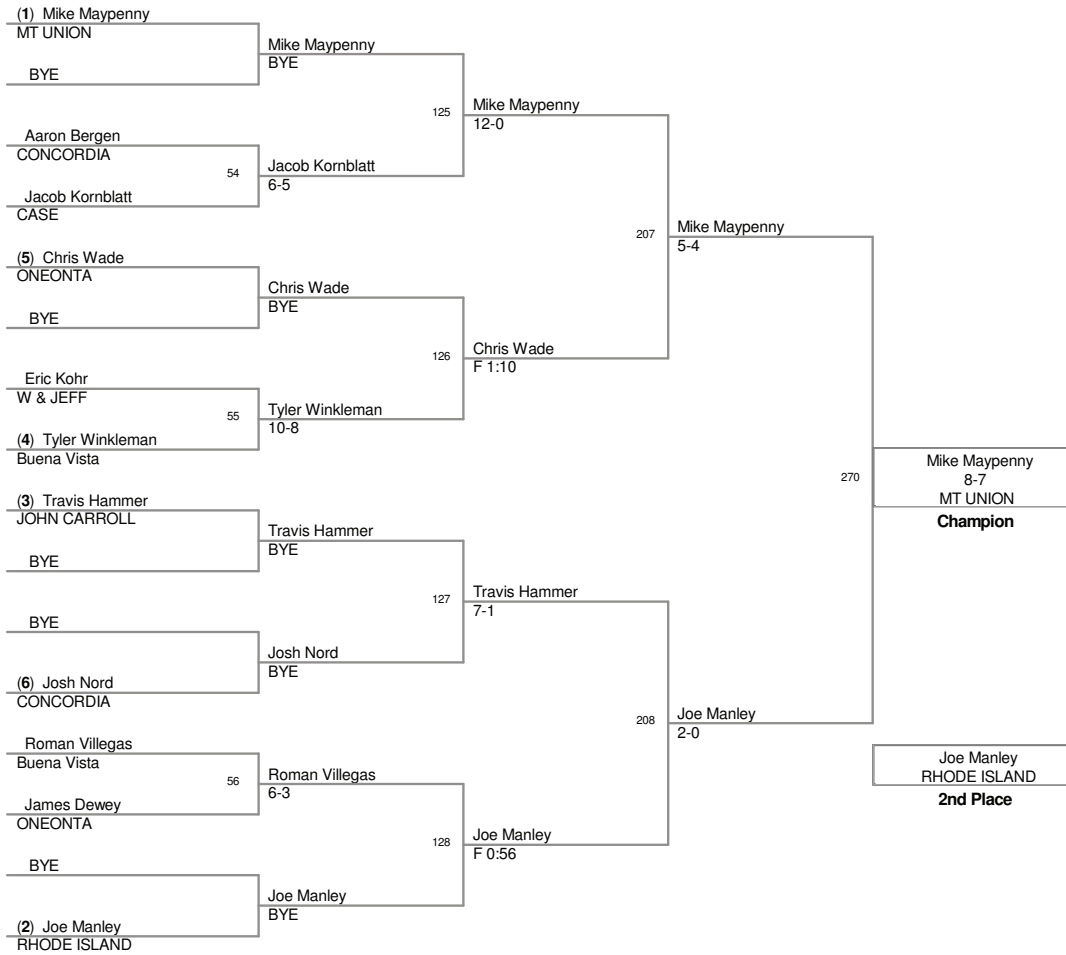 (1) Mike Maypenny
MT UNION
BYE
Aaron Bergen
CONCORDIA
Jacob Kornblatt
CASE
(5) Chris Wade
ONEONTA
BYE
Eric Kohr
W & JEFF
(4) Tyler Winkleman
Buena Vista
(3) Travis Hammer
JOHN CARROLL
BYE
BYE
(6) Josh Nord
CONCORDIA
Roman Villegas
Buena Vista
James Dewey
ONEONTA
BYE
(2) Joe Manley
RHODE ISLAND
54
55
56
Mike Maypenny
BYE
Jacob Kornblatt
6-5
Chris Wade
BYE
Tyler Winkleman
10-8
Travis Hammer
BYE
Josh Nord
BYE
Roman Villegas
6-3
Joe Manley
BYE
125
126
127
128
Mike Maypenny
12-0
Chris Wade
F 1:10
Travis Hammer
7-1
Joe Manley
F 0:56
207
208
Mike Maypenny
5-4
Joe Manley
2-0
270
Mike Maypenny
8-7
MT UNION
Champion
Joe Manley
RHODE ISLAND
2nd Place